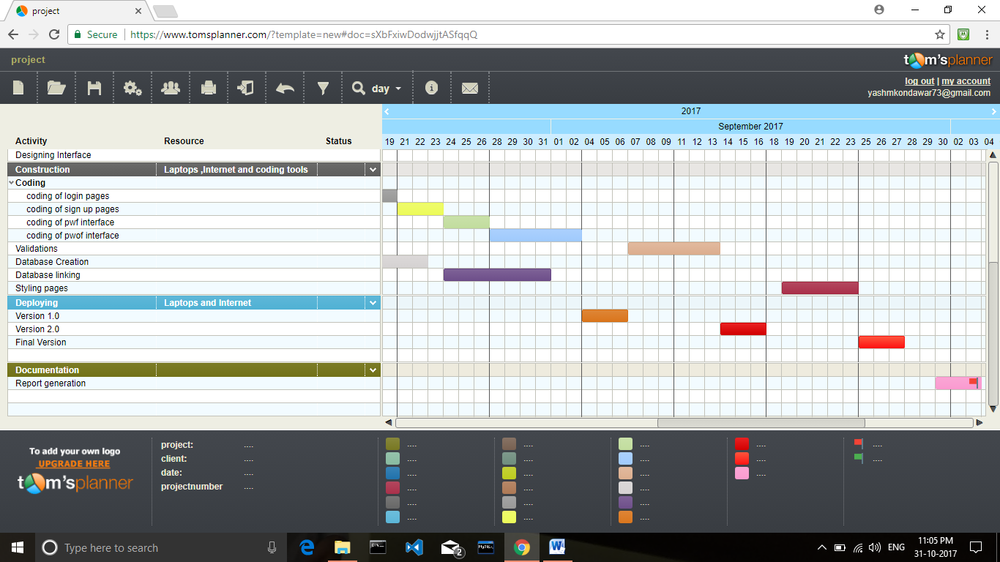 project
Secure
https://www.tomsplanner.com/?template=new#doc=sXbFxiwDodwjjtASfqqQ
project
tom'splanner
day
log out | my account
yashmkondawar73@gmail.com
2017
September 2017
Activity Resource Status
19 21 22 23 24 25 26 28 29 30 31 01 02 04 05 06 07 08 09 11 12 13 14 15 16 18 19 20 21 22 23 25 26 27 28 29 30 02 03 04
Designing Interface
Construction Laptops ,Internet and coding tools
Coding
coding of login pages
coding of sign up pages
coding of pwf interface
coding of pwof interface
Validations
Database Creation
Database linking
Styling pages
Deploying Laptops and Internet
Version 1.0
Version 2.0
Final Version
Documentation
Report generation
To add your own logo
UPGRADE HERE
tom'splanner
project: ....
client: ....
date: ....
projectnumber ....
.... .... .... .... ....
.... .... .... .... ....
.... .... .... ....
.... .... ....
.... .... ....
.... .... ....
Type here to search
C:\.
2
MySQL
W
ENG
11:05 PM
31-10-2017